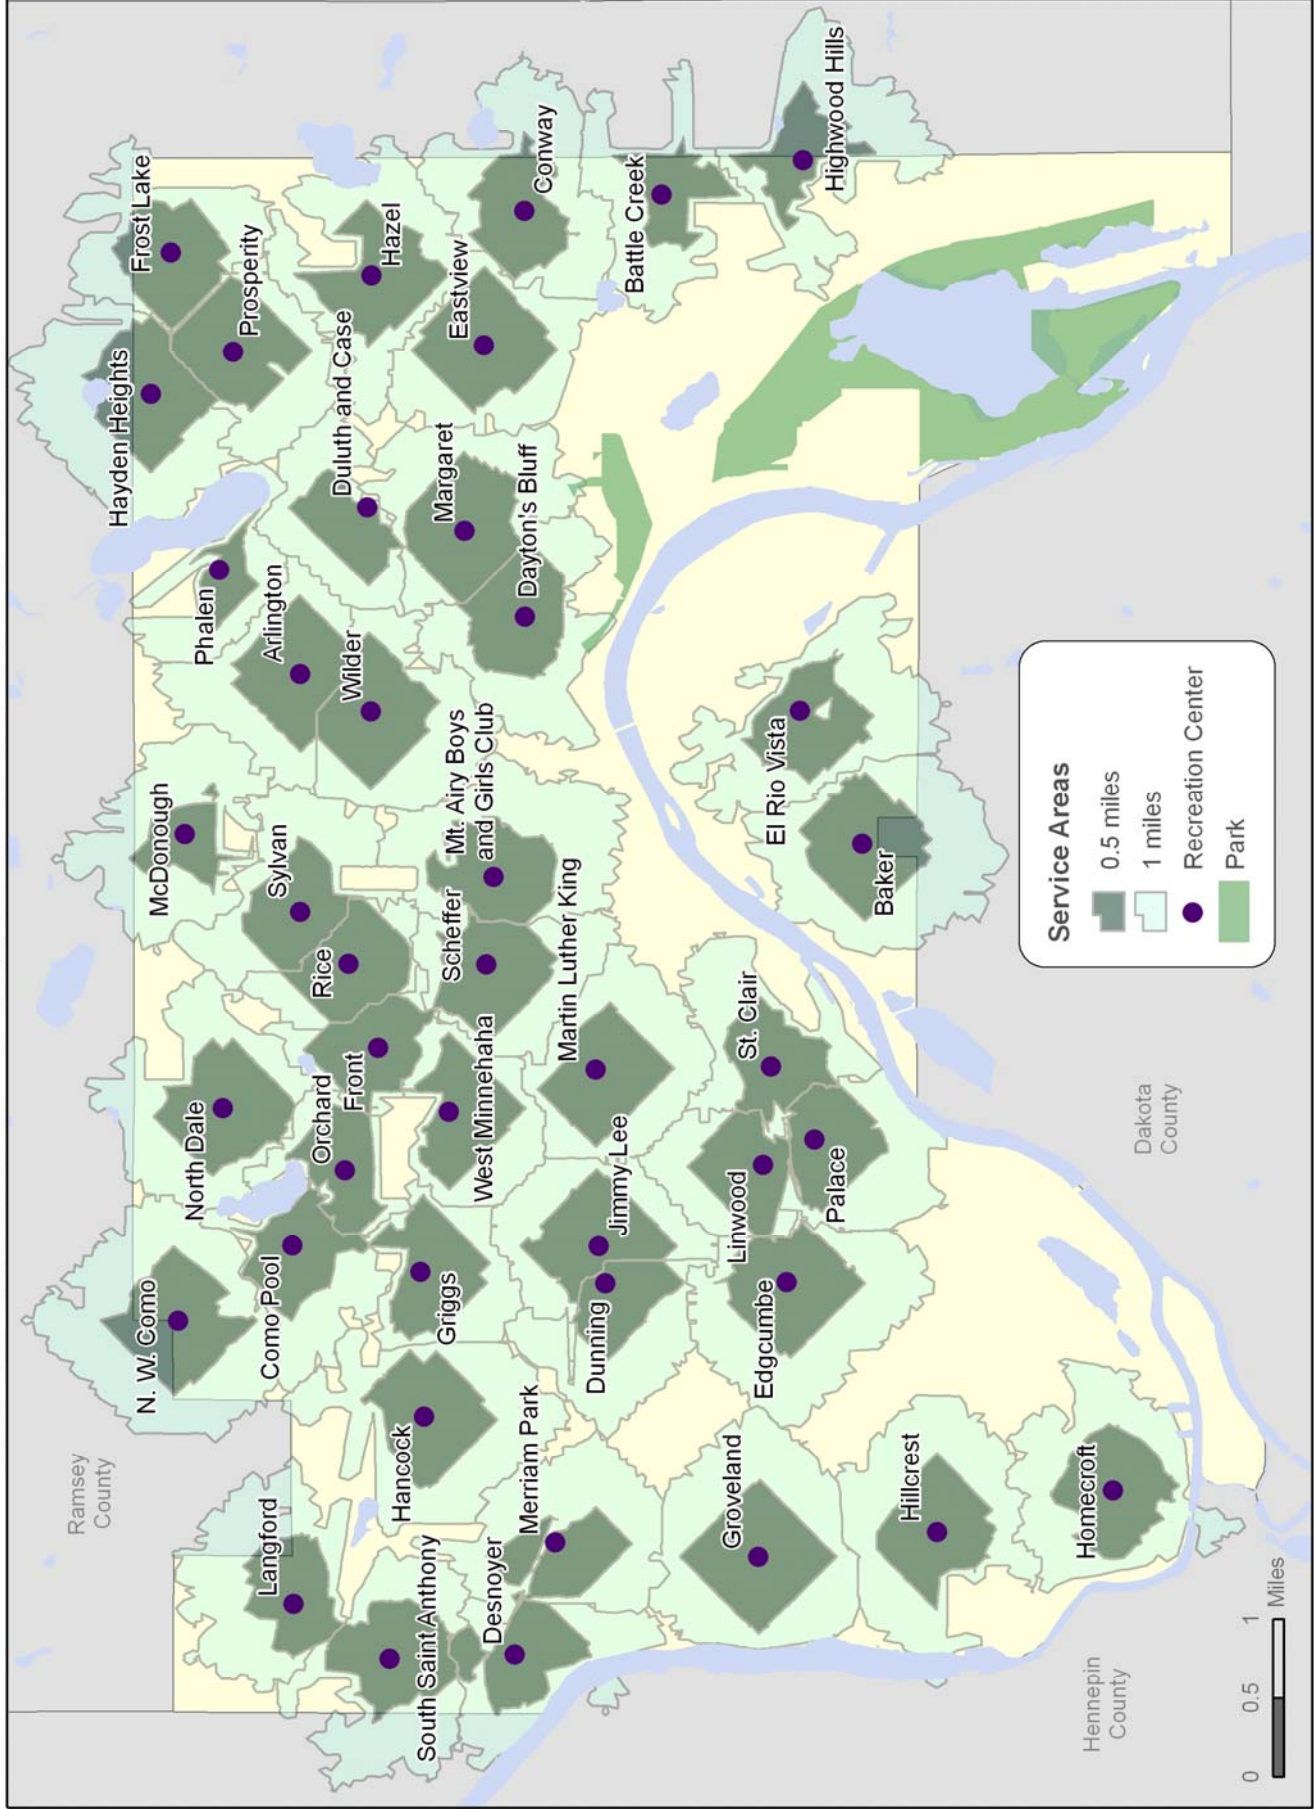 Ramsey
County
Langford
N. W. Como
North Dale
McDonough
Phalen
Hayden Heights
Frost Lake
Prosperity
South Saint Anthony
Como Pool
Orchard
Front
Rice
Sylvan
Arlington
Wilder
Duluth and Case
Hazel
Desnoyer
Hancock
Griggs
West Minnehaha
Scheffer
Mt. Airy Boys
and Girls Club
Margaret
Dayton's Bluff
Eastview
Conway
Merriam Park
Dunning
Jimmy Lee
Martin Luther King
Battle Creek
Groveland
Edgcumbe
Linwood
Palace
St. Clair
El Rio Vista
Baker
Highwood Hills
Hillcrest
Homecroft
Hennepin
County
Dakota
County
Service Areas
0.5 miles
1 miles
Recreation Center
Park
0
0.5
1
Miles